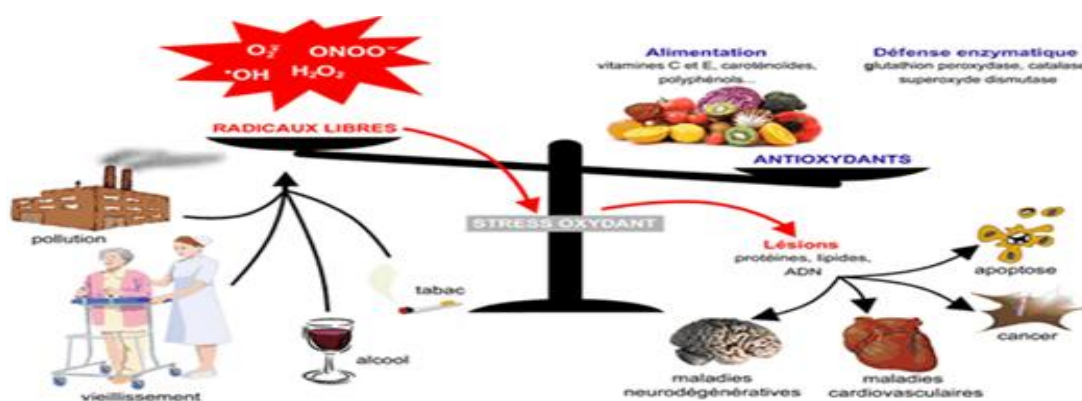 O₂⁻ ONOO⁻
•OH H₂O₂
RADICAUX LIBRES
Alimentation
vitamines C et E, caroténoïdes,
polyphénols...
Défense enzymatique
glutathion peroxydase, catalase
superoxyde dismutase
ANTIOXYDANTS
STRESS OXYDANT
pollution
vieillissement
alcool
tabac
Lésions
protéines, lipides,
ADN
apoptose
cancer
maladies
neurodégénératives
maladies
cardiovasculaires